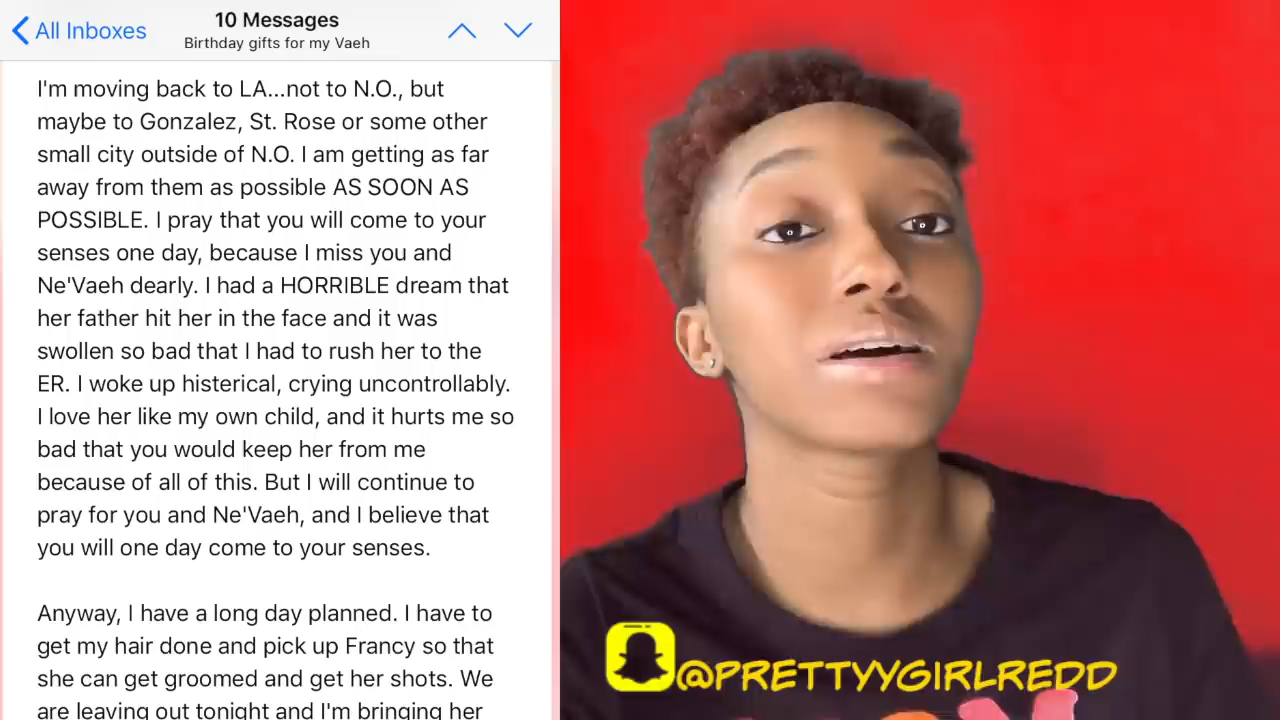 All Inboxes
10 Messages
Birthday gifts for my Vaeh
I'm moving back to LA...not to N.O., but
maybe to Gonzalez, St. Rose or some other
small city outside of N.O. I am getting as far
away from them as possible AS SOON AS
POSSIBLE. I pray that you will come to your
senses one day, because I miss you and
Ne'Vaeh dearly. I had a HORRIBLE dream that
her father hit her in the face and it was
swollen so bad that I had to rush her to the
ER. I woke up histerical, crying uncontrollably.
I love her like my own child, and it hurts me so
bad that you would keep her from me
because of all of this. But I will continue to
pray for you and Ne'Vaeh, and I believe that
you will one day come to your senses.
Anyway, I have a long day planned. I have to
get my hair done and pick up Francy so that
she can get groomed and get her shots. We
are leaving out tonight and I'm bringing her
@PRETTYYGIRLREDD